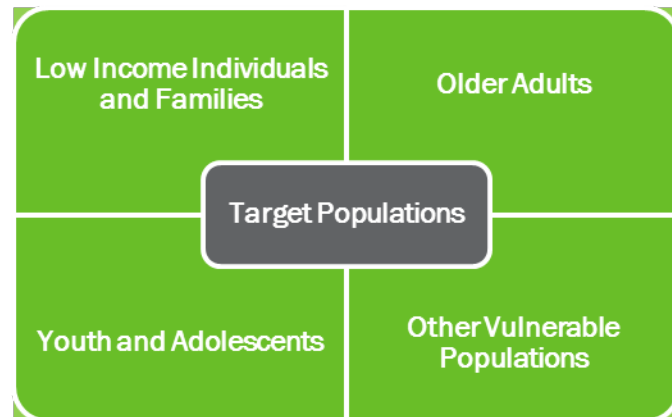 Low Income Individuals
and Families
Older Adults
Target Populations
Youth and Adolescents
Other Vulnerable
Populations